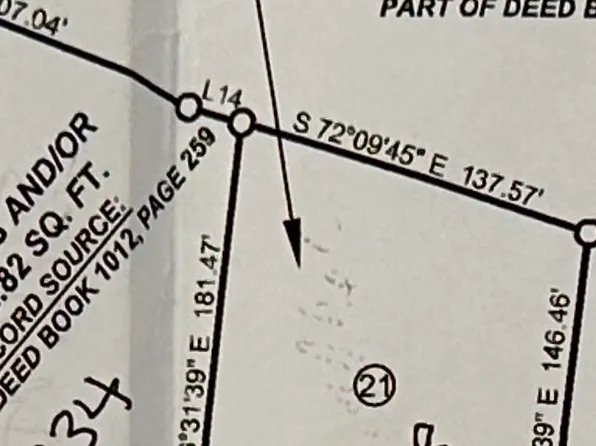 07.04'
PART OF DEED B
L14
S 72°09'45" E 137.57'
S AND/OR
.82 SQ. FT.
CORD SOURCE:
DEED BOOK 1012, PAGE 259
°31'39" E 181.47'
39" E 146.46'
21
34